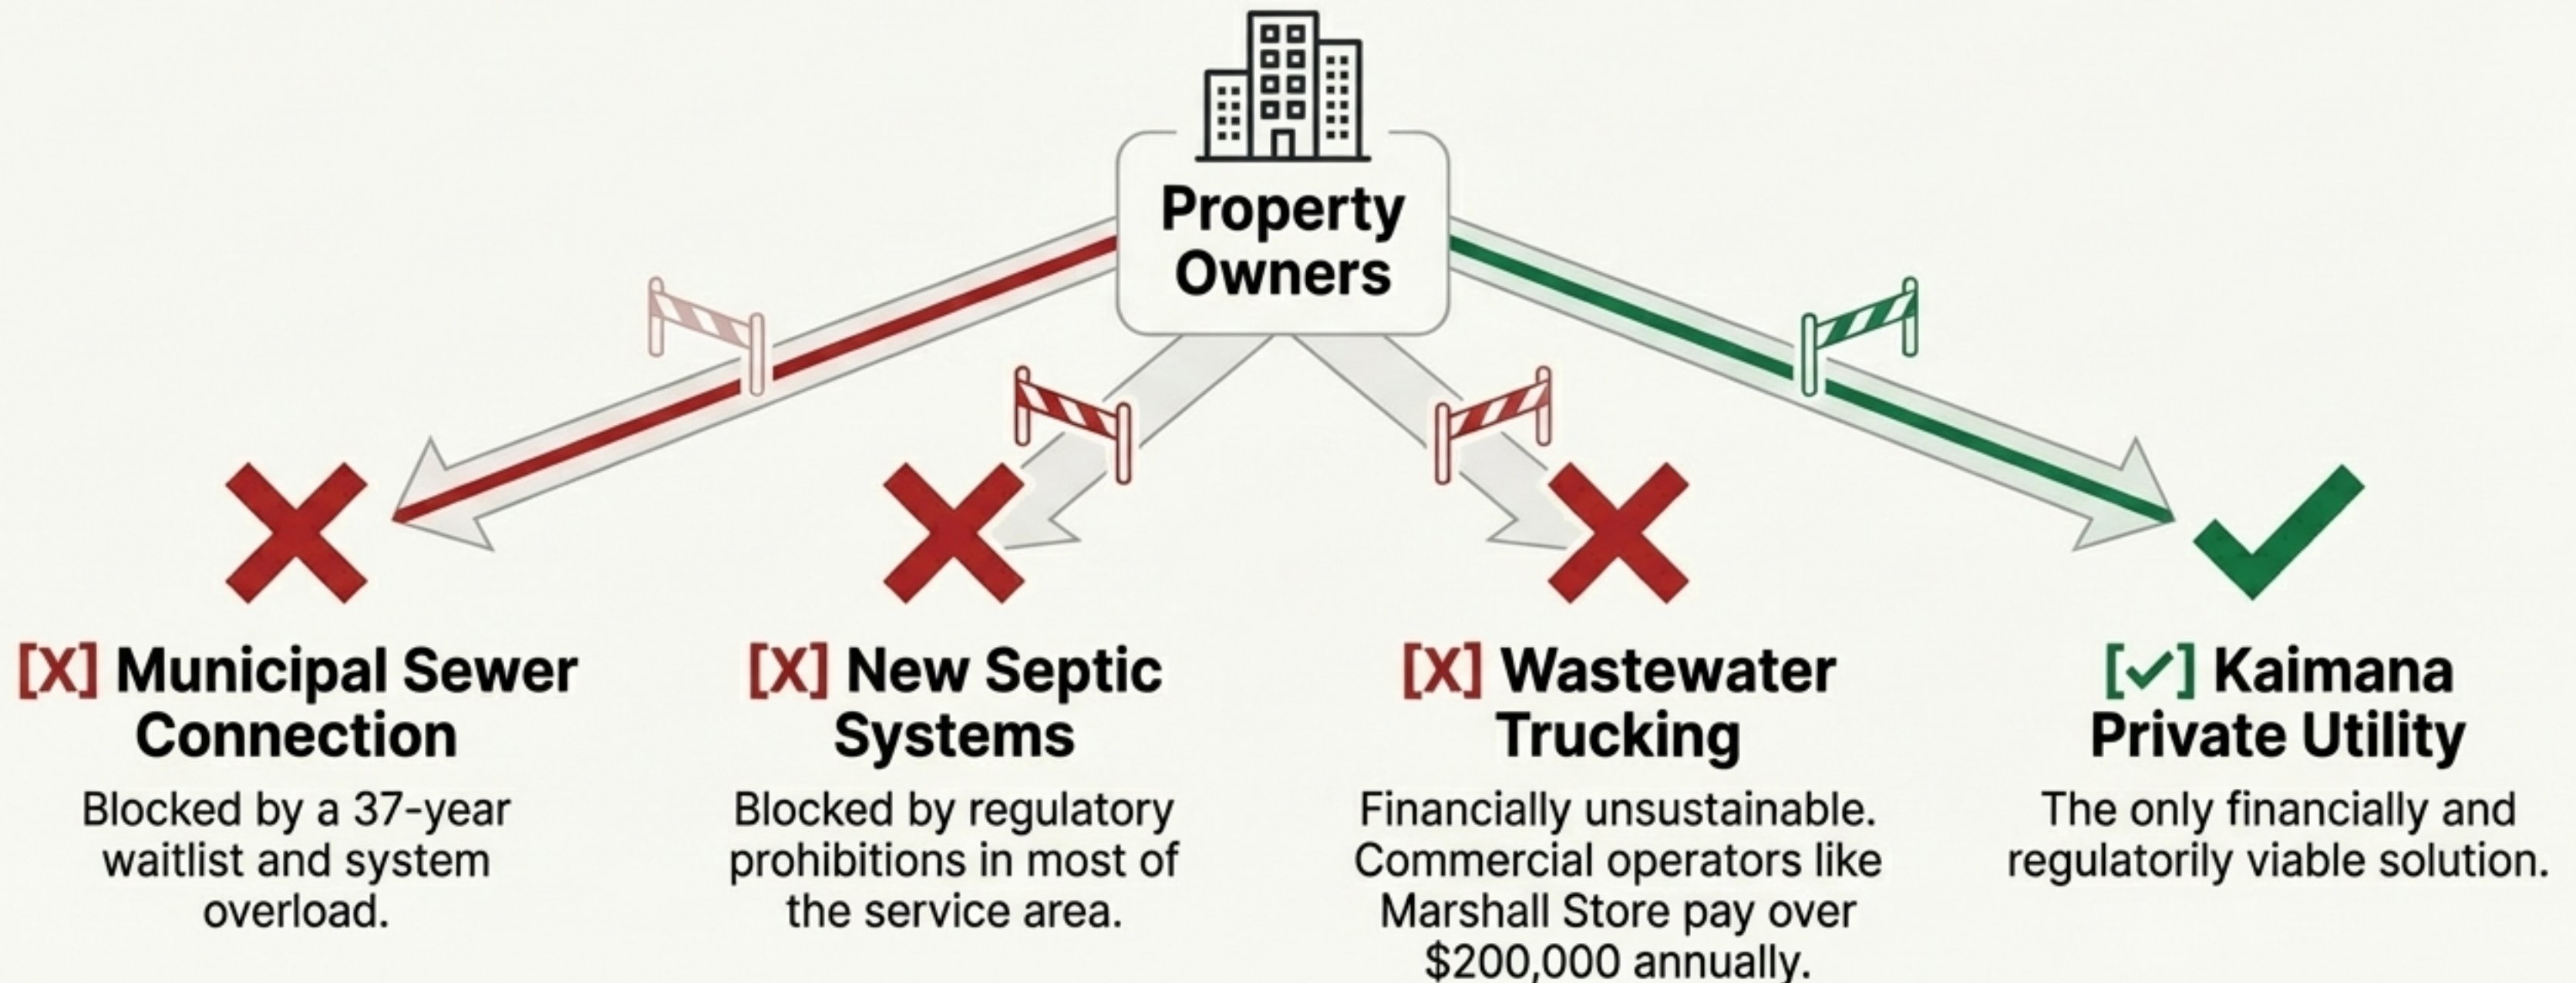 Property
Owners
[X] Municipal Sewer
Connection
Blocked by a 37-year
waitlist and system
overload.
[X] New Septic
Systems
Blocked by regulatory
prohibitions in most of
the service area.
[X] Wastewater
Trucking
Financially unsustainable.
Commercial operators like
Marshall Store pay over
$200,000 annually.
[✓] Kaimana
Private Utility
The only financially and
regulatorily viable solution.